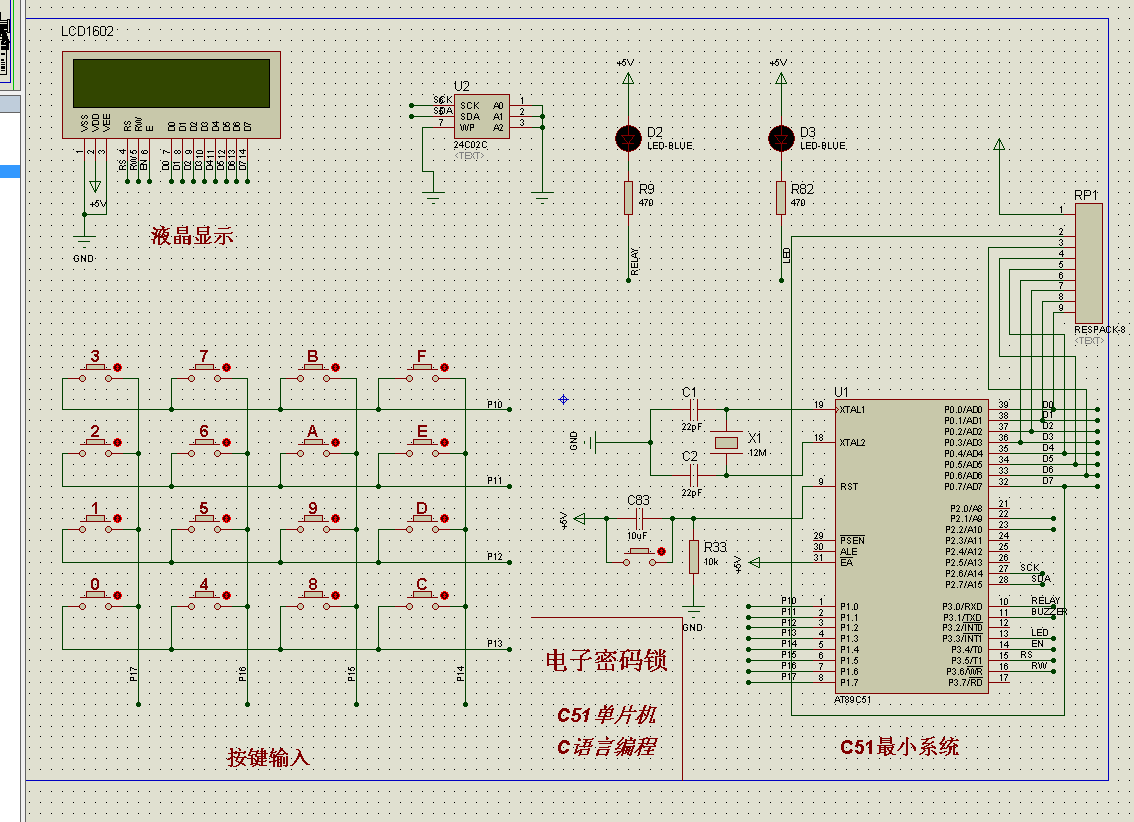 LCD1602
VSS VDD VEE RS RW E D0 D1 D2 D3 D4 D5 D6 D7
1 2 3 4 5 6 7 8 9 10 11 12 13 14
RS RW EN D0 D1 D2 D3 D4 D5 D6 D7
+5V
GND
液晶显示
U2
SCK 6 SCK A0 1
SDA 5 SDA A1 2
7 WP A2 3
24C02C
<TEXT>
+5V
D2
LED-BLUE
R9
470
RELAY
+5V
D3
LED-BLUE
R82
470
LED
RP1
1
2
3
4
5
6
7
8
9
RESPACK-8
<TEXT>
3 7 B F
P10
2 6 A E
P11
1 5 9 D
P12
0 4 8 C
P13
P17 P16 P15 P14
按键输入
C1
22pF
GND
X1
12M
C2
22pF
C83
+5V
10uF
R33
10k
GND
+5V
电子密码锁
C51单片机
C语言编程
U1
19 XTAL1
18 XTAL2
9 RST
29 PSEN
30 ALE
31 EA
P10 1 P1.0
P11 2 P1.1
P12 3 P1.2
P13 4 P1.3
P14 5 P1.4
P15 6 P1.5
P16 7 P1.6
P17 8 P1.7
P0.0/AD0 39 D0
P0.1/AD1 38 D1
P0.2/AD2 37 D2
P0.3/AD3 36 D3
P0.4/AD4 35 D4
P0.5/AD5 34 D5
P0.6/AD6 33 D6
P0.7/AD7 32 D7
P2.0/A8 21
P2.1/A9 22
P2.2/A10 23
P2.3/A11 24
P2.4/A12 25
P2.5/A13 26
P2.6/A14 27 SCK
P2.7/A15 28 SDA
P3.0/RXD 10 RELAY
P3.1/TXD 11 BUZZER
P3.2/INT0 12
P3.3/INT1 13 LED
P3.4/T0 14 EN
P3.5/T1 15 RS
P3.6/WR 16 RW
P3.7/RD 17
AT89C51
C51最小系统